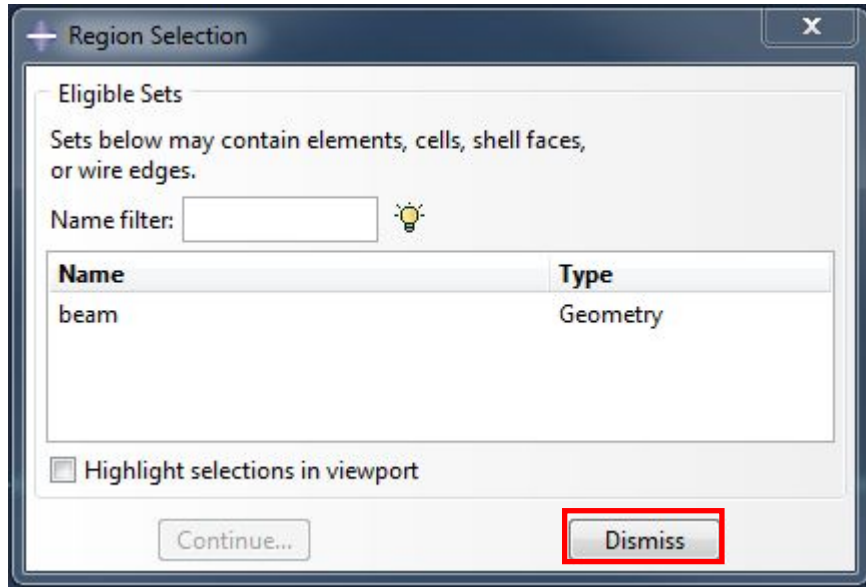 Region Selection
x
Eligible Sets
Sets below may contain elements, cells, shell faces,
or wire edges.
Name filter:
Name Type
beam Geometry
Highlight selections in viewport
Continue... Dismiss